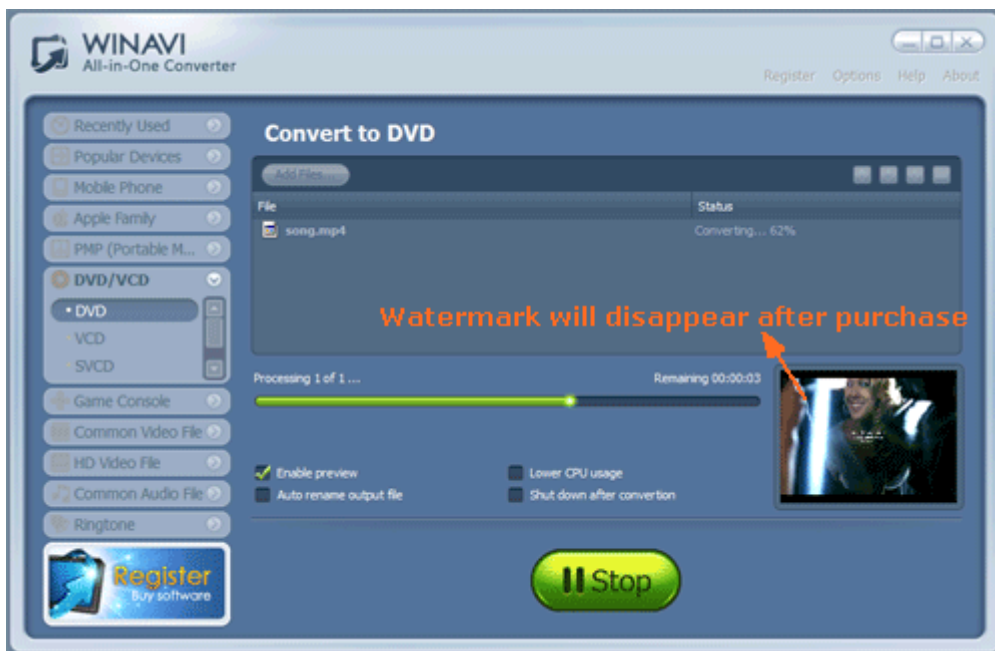 WINAVI
All-in-One Converter
Register Options Help About
Recently Used
Popular Devices
Mobile Phone
Apple Family
PMP (Portable M...
DVD/VCD
• DVD
VCD
SVCD
Game Console
Common Video File
HD Video File
Common Audio File
Ringtone
Register
Buy software
Convert to DVD
Add Files...
File Status
song.mp4 Converting... 62%
Watermark will disappear after purchase
Processing 1 of 1 ... Remaining 00:00:03
Enable preview Lower CPU usage
Auto rename output file Shut down after convertion
Stop